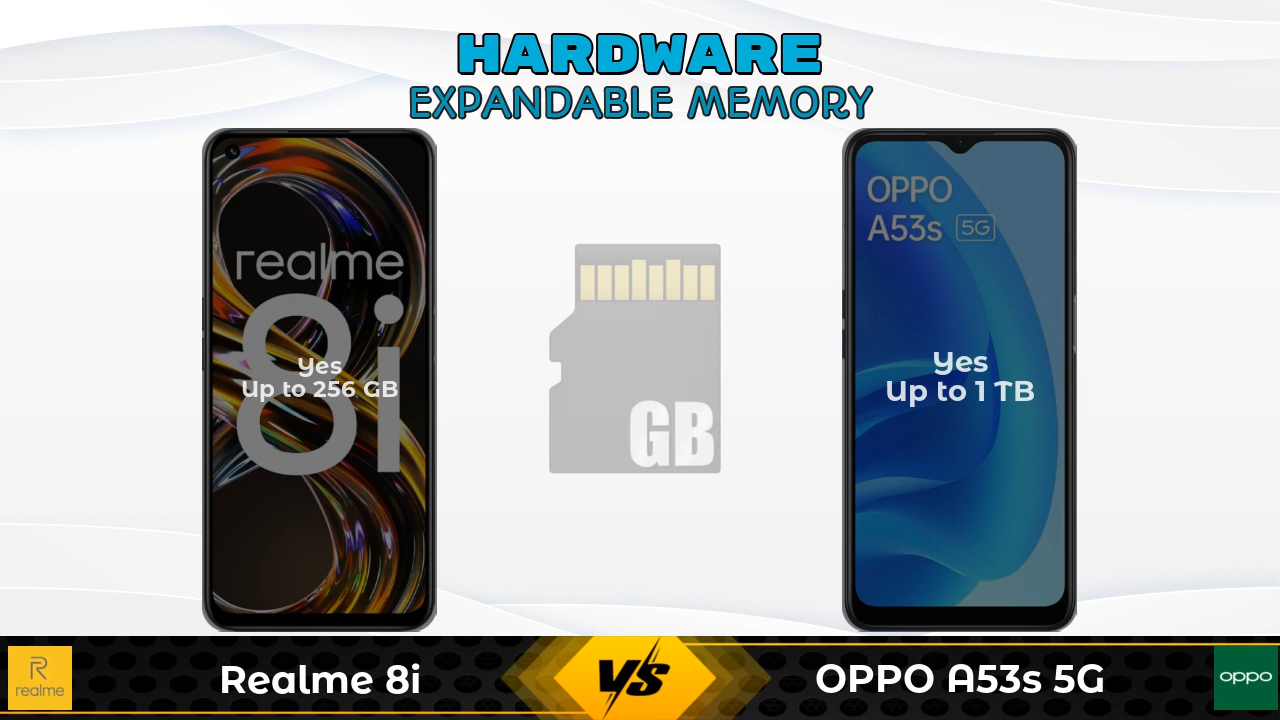 HARDWARE
EXPANDABLE MEMORY
realme
8i
Yes
Up to 256 GB
GB
OPPO
A53s 5G
Yes
Up to 1 TB
R
realme
Realme 8i
VS
OPPO A53s 5G
oppo